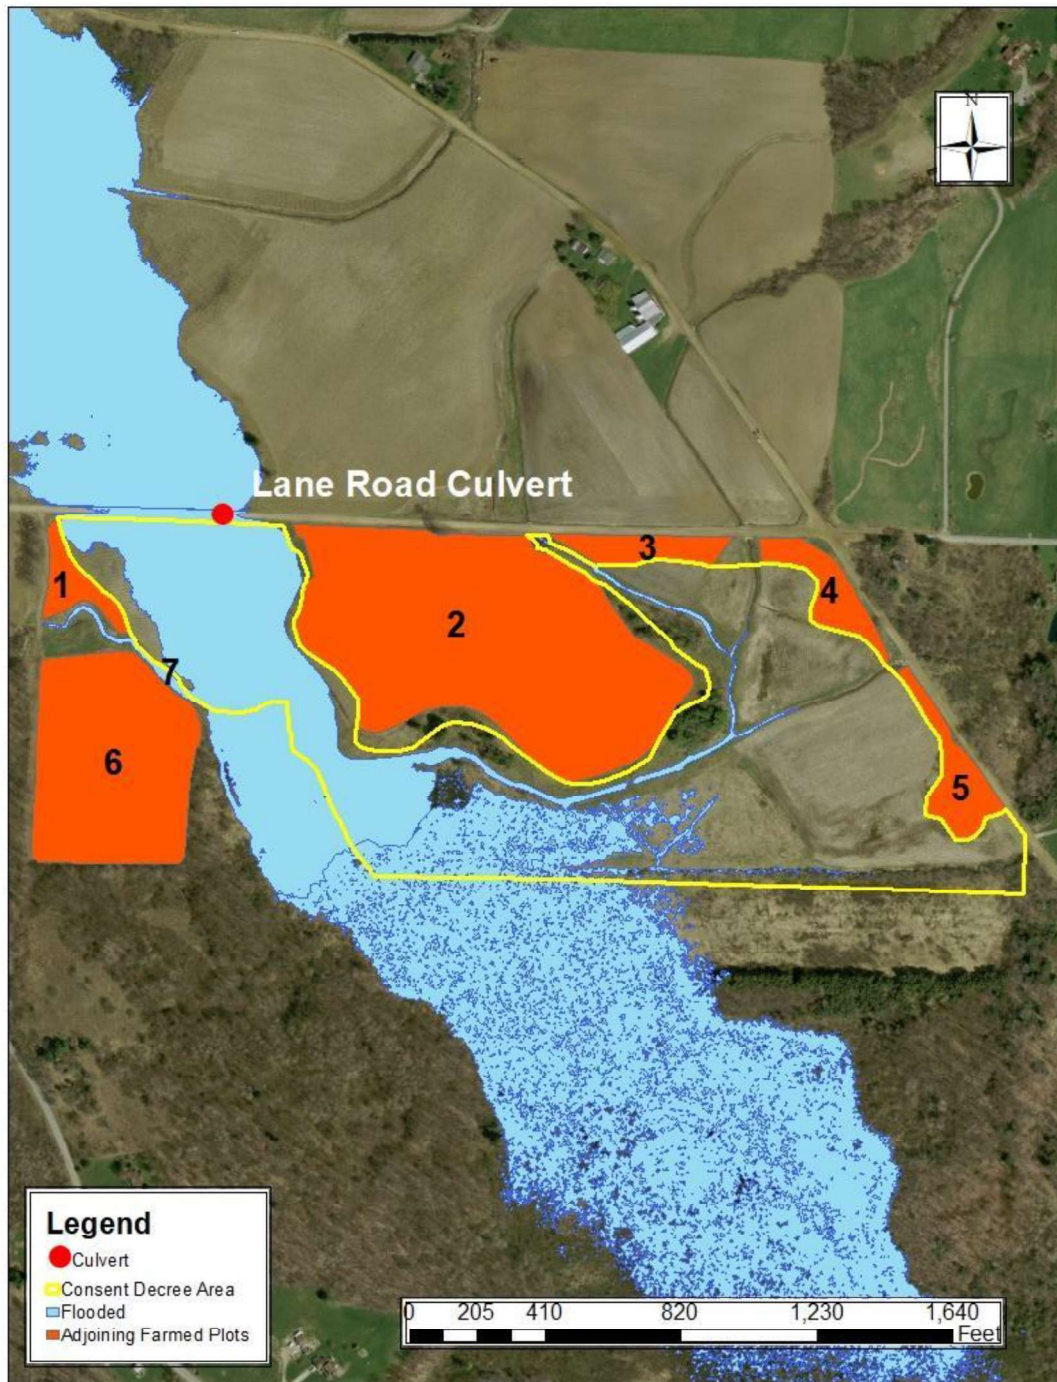 N
Lane Road Culvert
3
1
4
2
7
6
5
Legend
Culvert
Consent Decree Area
Flooded
Adjoining Farmed Plots
0 205 410 820 1,230 1,640
Feet